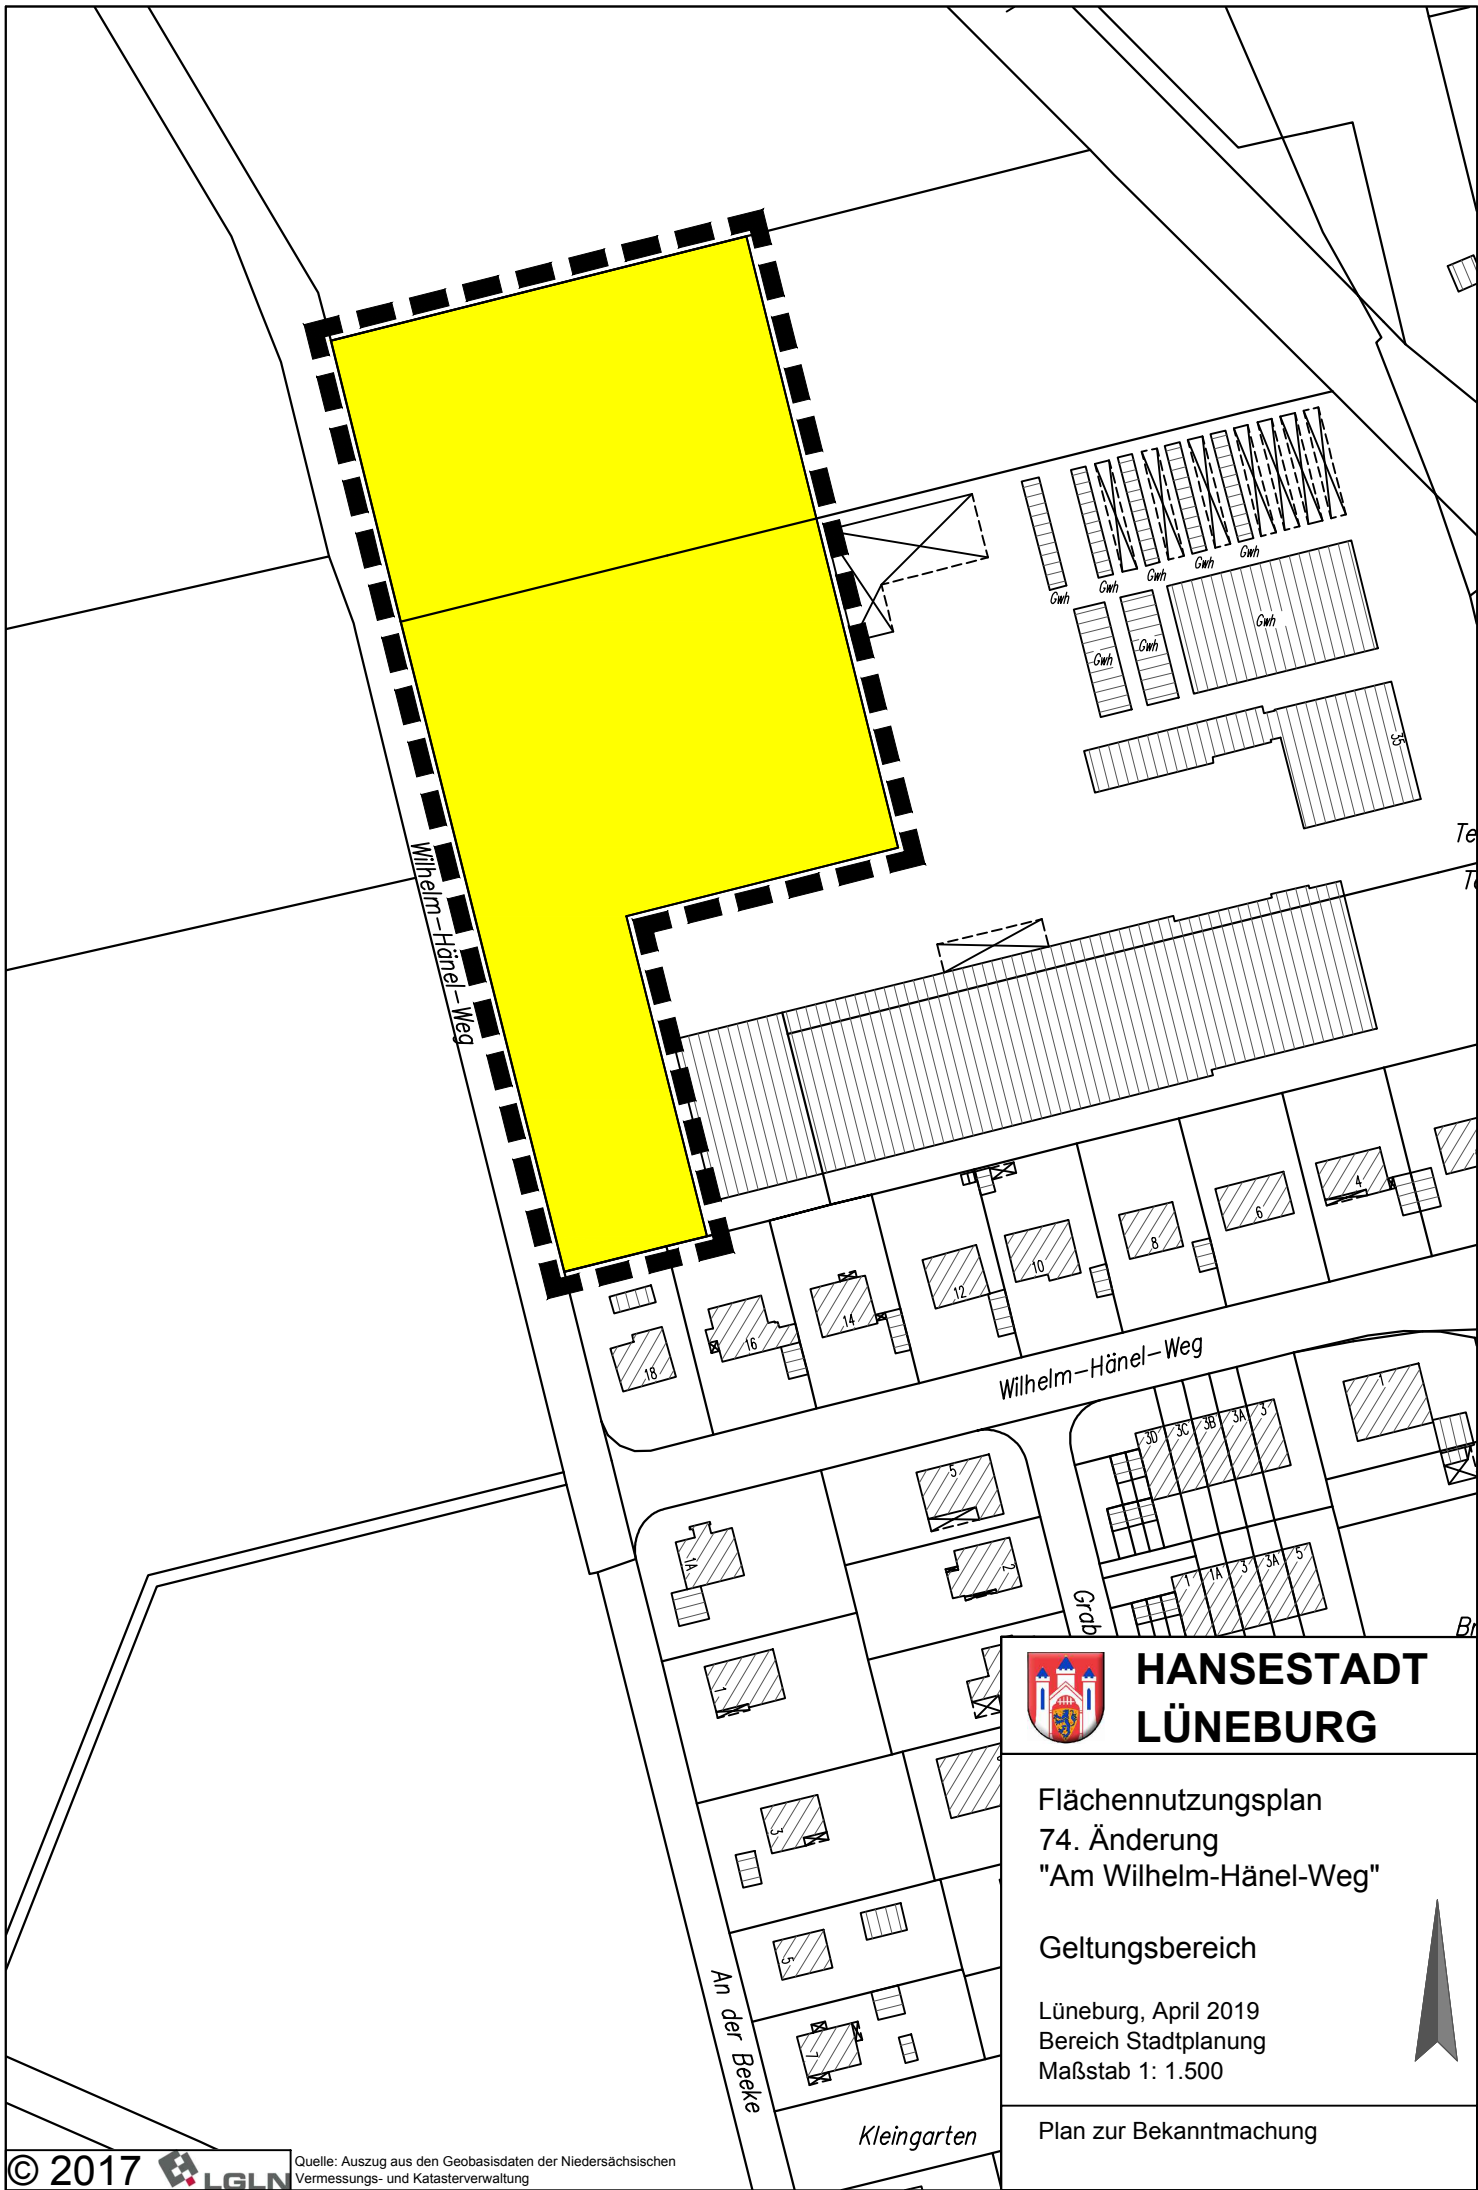 Gwh
Gwh
Gwh
Gwh
Gwh
Gwh
Gwh
Gwh
35
Te
Wilhelm-Hänel-Weg
4
6
8
10
12
14
16
18
Wilhelm-Hänel-Weg
1
3D 3C 3B 3A 3
5
1A
2
1 1A 3 3A 5
Grab
Br
1
3
5
7
An der Beeke
Kleingarten
HANSESTADT
LÜNEBURG
Flächennutzungsplan
74. Änderung
"Am Wilhelm-Hänel-Weg"
Geltungsbereich
Lüneburg, April 2019
Bereich Stadtplanung
Maßstab 1: 1.500
Plan zur Bekanntmachung
© 2017 LGLN
Quelle: Auszug aus den Geobasisdaten der Niedersächsischen
Vermessungs- und Katasterverwaltung